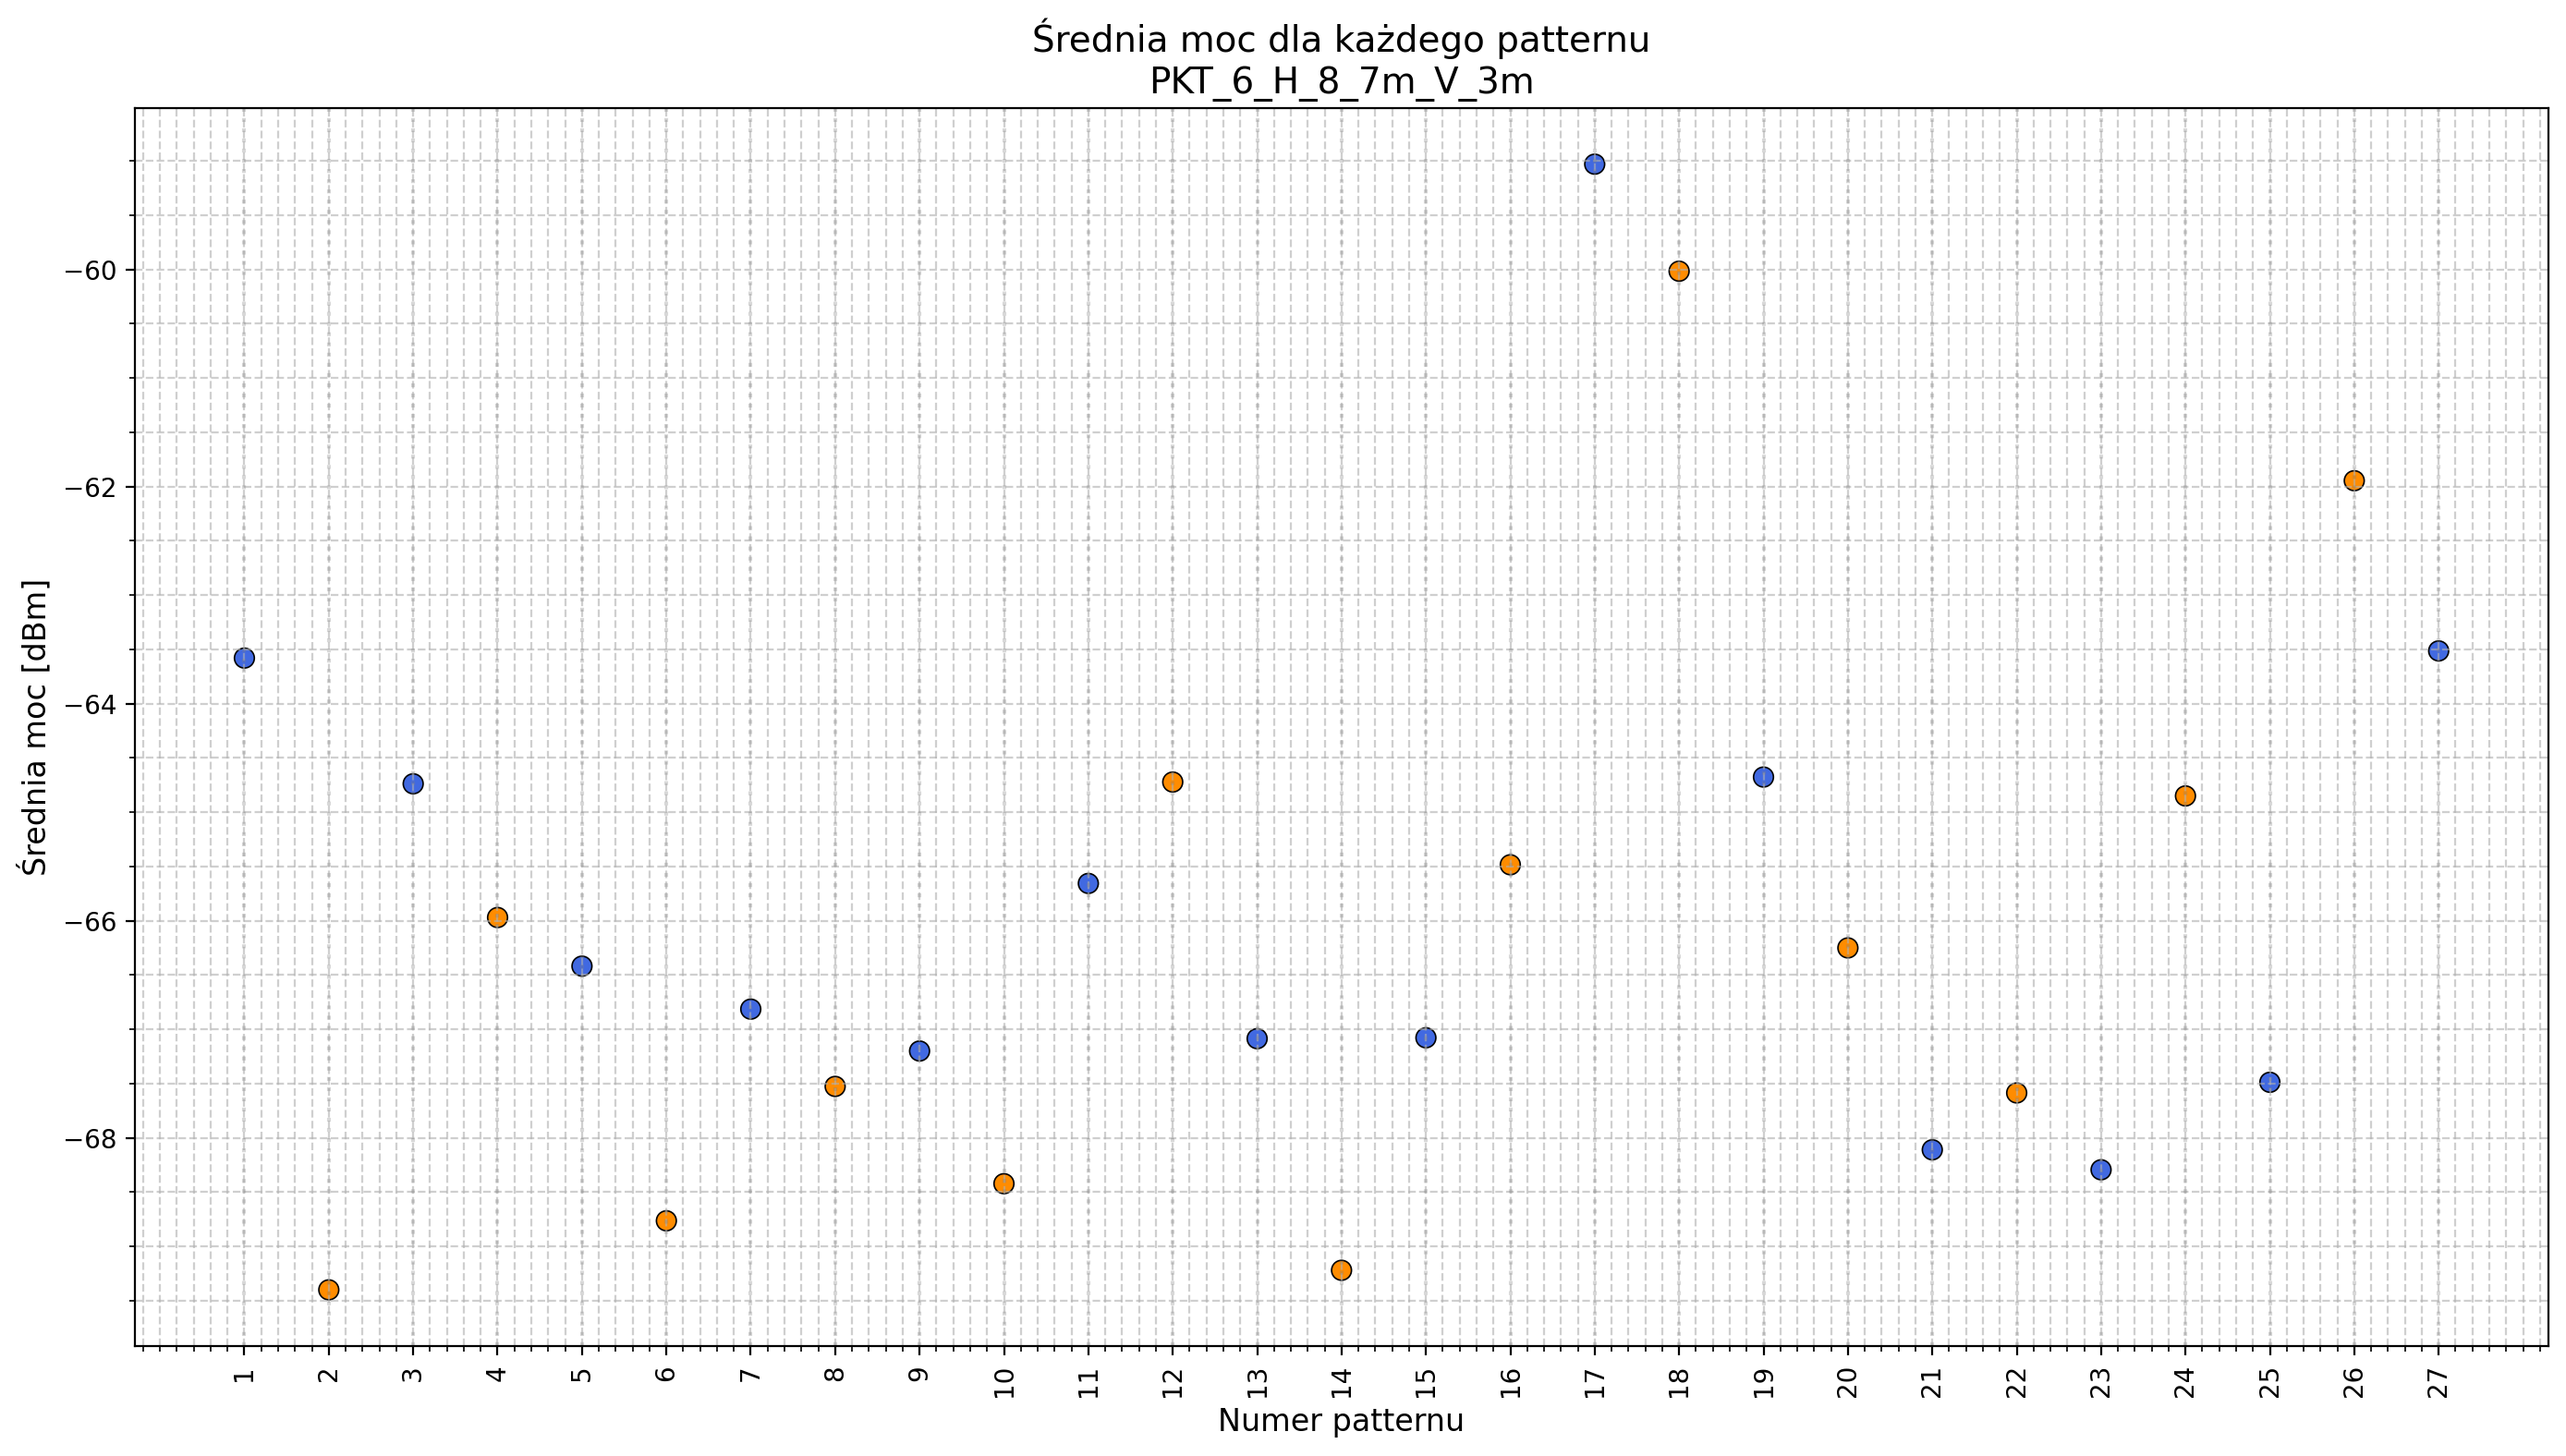 Średnia moc dla każdego patternu
PKT_6_H_8_7m_V_3m
Średnia moc [dBm]
−60
−62
−64
−66
−68
1 2 3 4 5 6 7 8 9 10 11 12 13 14 15 16 17 18 19 20 21 22 23 24 25 26 27
Numer patternu